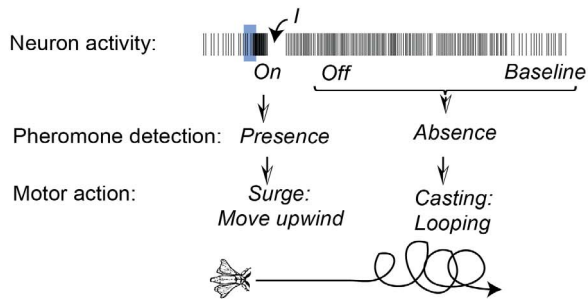 I
Neuron activity:
On Off Baseline
Pheromone detection: Presence Absence
Motor action: Surge: Casting:
Move upwind Looping